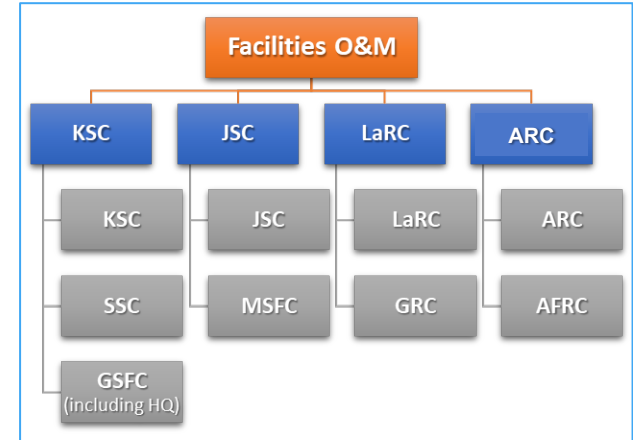 Facilities O&M
KSC
JSC
LaRC
ARC
KSC
JSC
LaRC
ARC
SSC
MSFC
GRC
AFRC
GSFC
(including HQ)